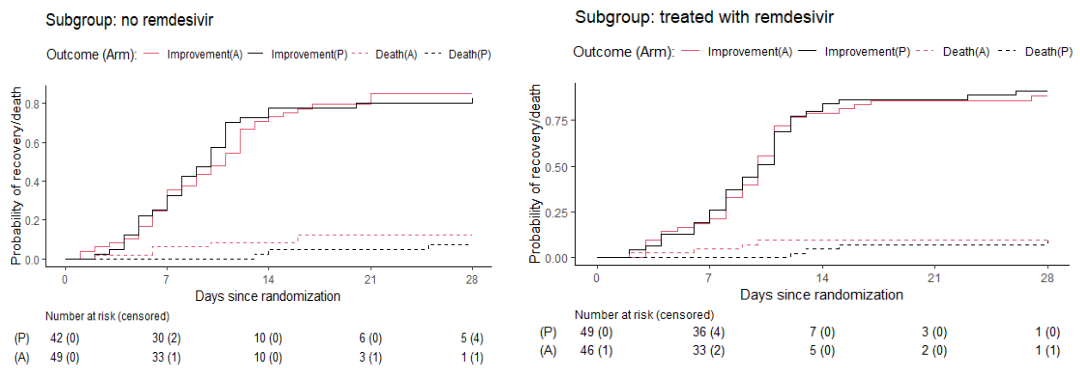 Subgroup: no remdesivir
Outcome (Arm): Improvement(A) Improvement(P) Death(A) Death(P)
Probability of recovery/death
0.8
0.6
0.4
0.2
0.0
0 7 14 21 28
Days since randomization
Number at risk (censored)
(P) 42 (0) 30 (2) 10 (0) 6 (0) 5 (4)
(A) 49 (0) 33 (1) 10 (0) 3 (1) 1 (1)
Subgroup: treated with remdesivir
Outcome (Arm): Improvement(A) Improvement(P) Death(A) Death(P)
Probability of recovery/death
0.75
0.50
0.25
0.00
0 7 14 21 28
Days since randomization
Number at risk (censored)
(P) 49 (0) 36 (4) 7 (0) 3 (0) 1 (0)
(A) 46 (1) 33 (2) 5 (0) 2 (0) 1 (1)